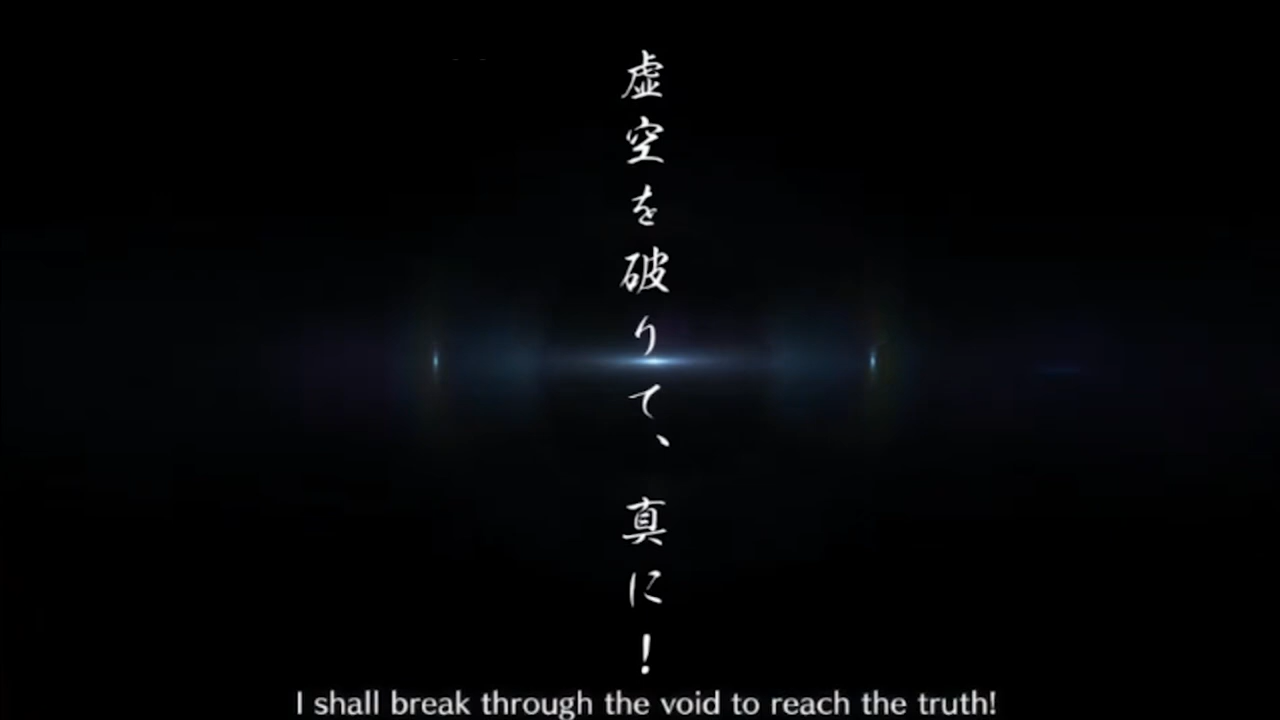 虚空を破りて、真に!
I shall break through the void to reach the truth!